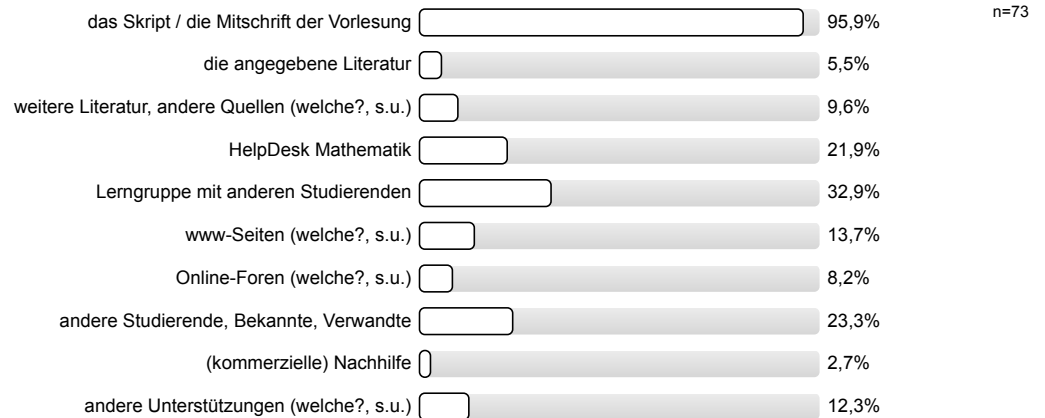 das Skript / die Mitschrift der Vorlesung 95,9% n=73
die angegebene Literatur 5,5%
weitere Literatur, andere Quellen (welche?, s.u.) 9,6%
HelpDesk Mathematik 21,9%
Lerngruppe mit anderen Studierenden 32,9%
www-Seiten (welche?, s.u.) 13,7%
Online-Foren (welche?, s.u.) 8,2%
andere Studierende, Bekannte, Verwandte 23,3%
(kommerzielle) Nachhilfe 2,7%
andere Unterstützungen (welche?, s.u.) 12,3%